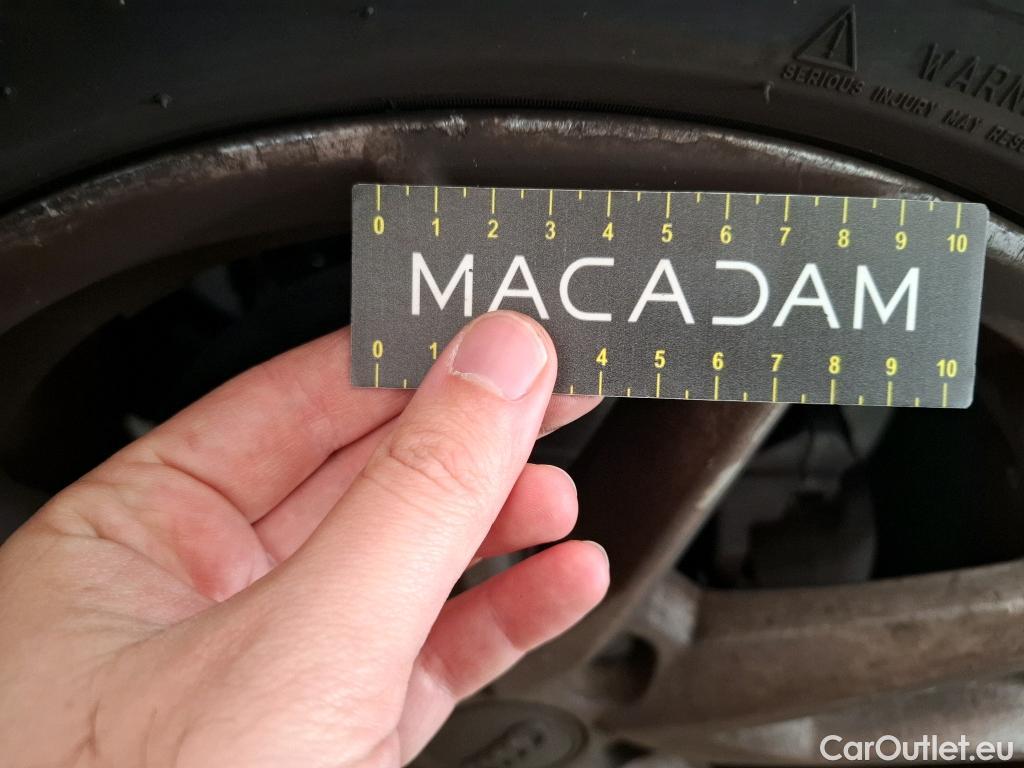 WARN
SERIOUS INJURY MAY RES
0 1 2 3 4 5 6 7 8 9 10
MACADAM
0 1 4 5 6 7 8 9 10
CarOutlet.eu